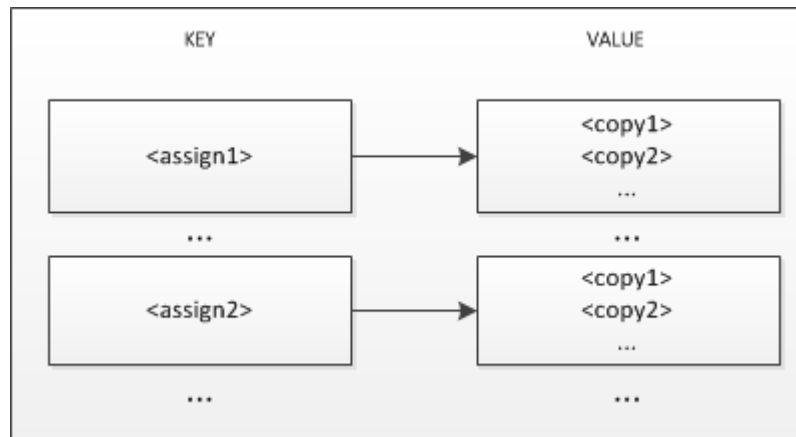 KEY VALUE
<assign1>
<copy1>
<copy2>
...
... ...
<assign2>
<copy1>
<copy2>
...
... ...